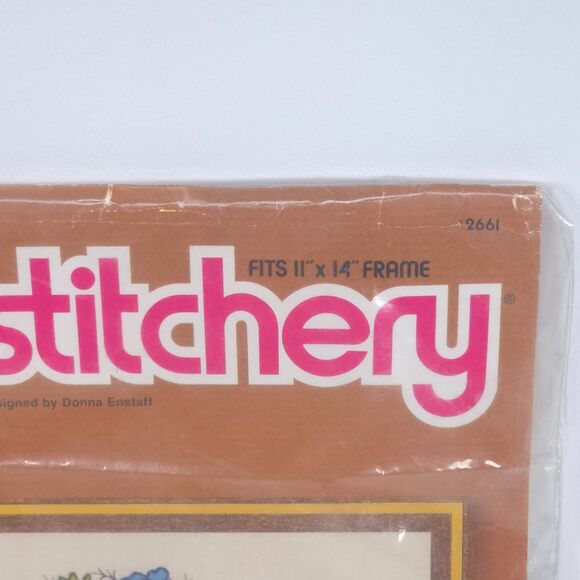 2661
FITS 11" x 14" FRAME
stitchery®
signed by Donna Enstaff